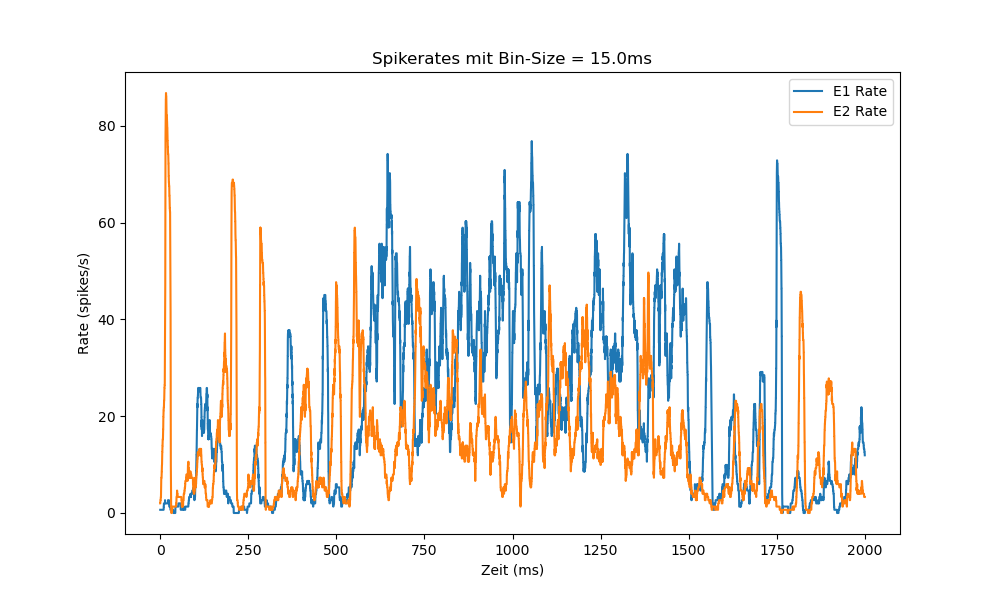 Spikerates mit Bin-Size = 15.0ms
E1 Rate
E2 Rate
Rate (spikes/s)
80
60
40
20
0
0 250 500 750 1000 1250 1500 1750 2000
Zeit (ms)